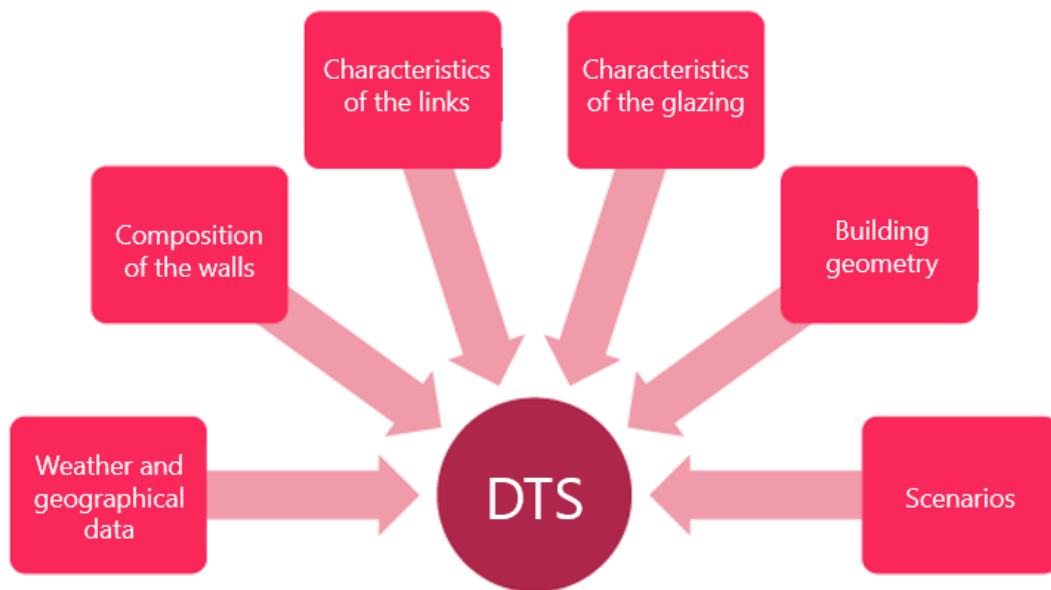 Characteristics
of the links
Characteristics
of the glazing
Composition
of the walls
Building
geometry
Weather and
geographical
data
DTS
Scenarios